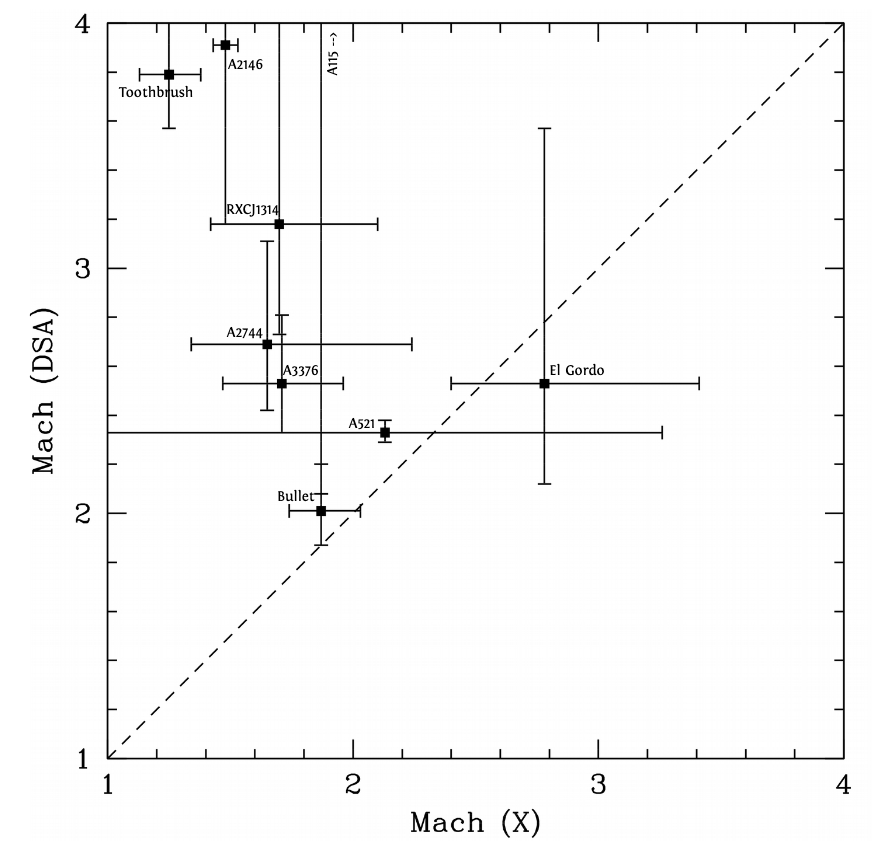 4
A115 -->
A2146
Toothbrush
RXCJ1314
3
A2744
A3376
El Gordo
A521
Bullet
2
1
Mach (DSA)
1 2 3 4
Mach (X)